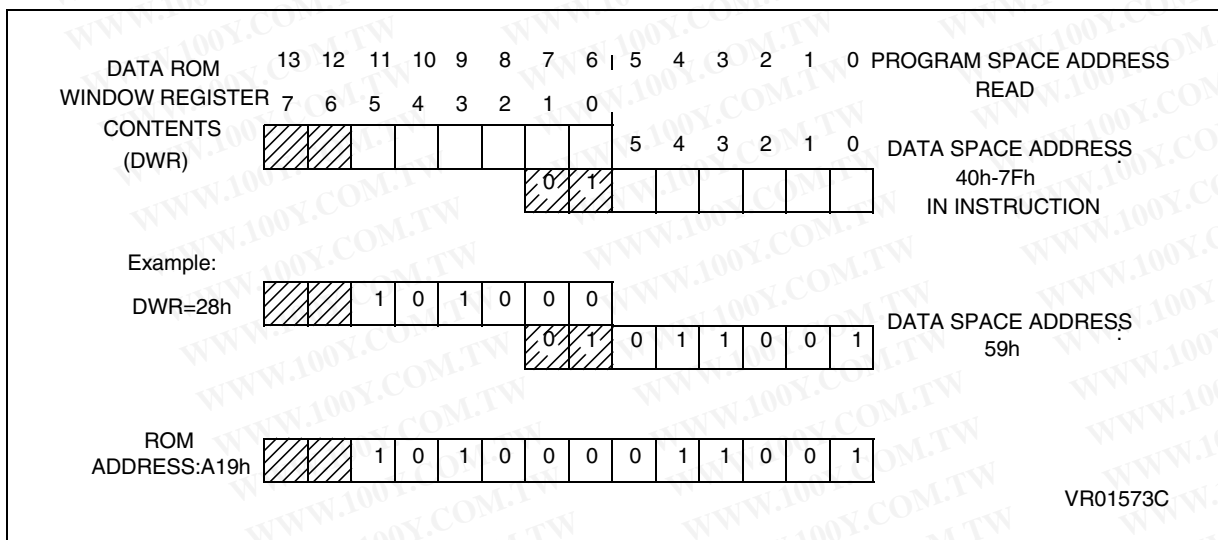 DATA ROM
WINDOW REGISTER
CONTENTS
(DWR)
13 12 11 10 9 8 7 6 5 4 3 2 1 0
PROGRAM SPACE ADDRESS
READ
7 6 5 4 3 2 1 0
5 4 3 2 1 0
DATA SPACE ADDRESS
:
40h-7Fh
IN INSTRUCTION
0 1
Example:
DWR=28h
1 0 1 0 0 0
0 1 0 1 1 0 0 1
DATA SPACE ADDRESS
:
59h
ROM
ADDRESS:A19h
1 0 1 0 0 0 0 1 1 0 0 1
VR01573C
WWW.100Y.COM.TW